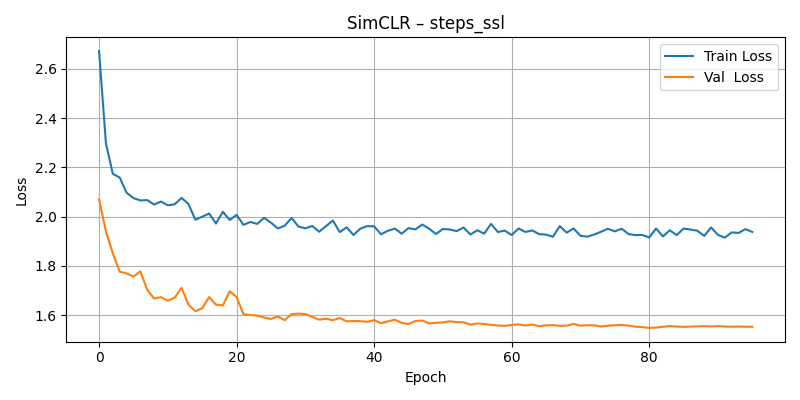 SimCLR – steps_ssl
Train Loss
Val  Loss
2.6
2.4
2.2
2.0
1.8
1.6
Loss
0
20
40
60
80
Epoch